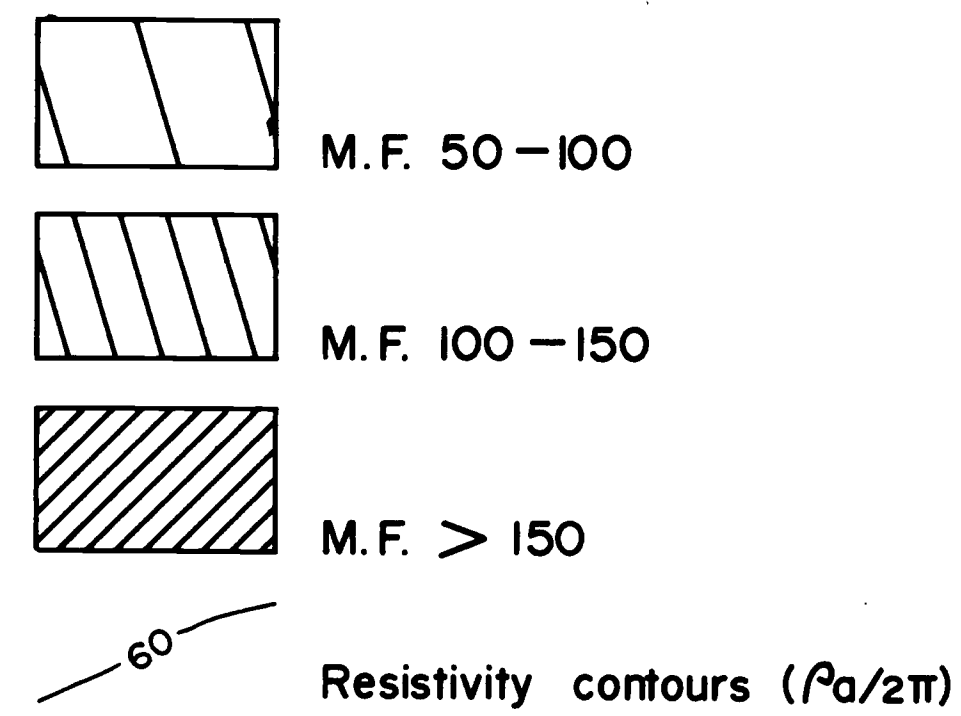 M.F. 50-100
M.F. 100-150
M.F. > 150
60
Resistivity contours (ρa/2π)